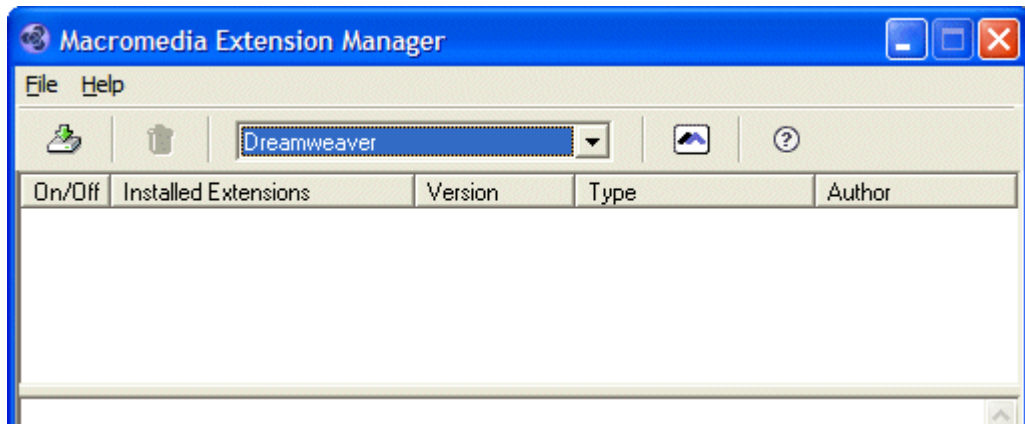 Macromedia Extension Manager
File Help
Dreamweaver
?
On/Off Installed Extensions Version Type Author